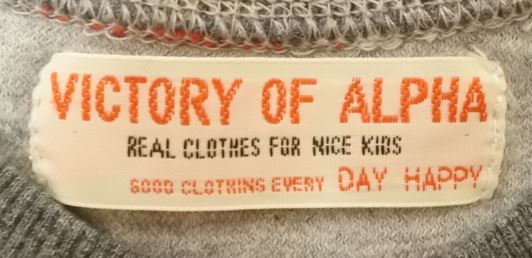 VICTORY OF ALPHA
REAL CLOTHES FOR NICE KIDS
GOOD CLOTHING EVERY DAY HAPPY